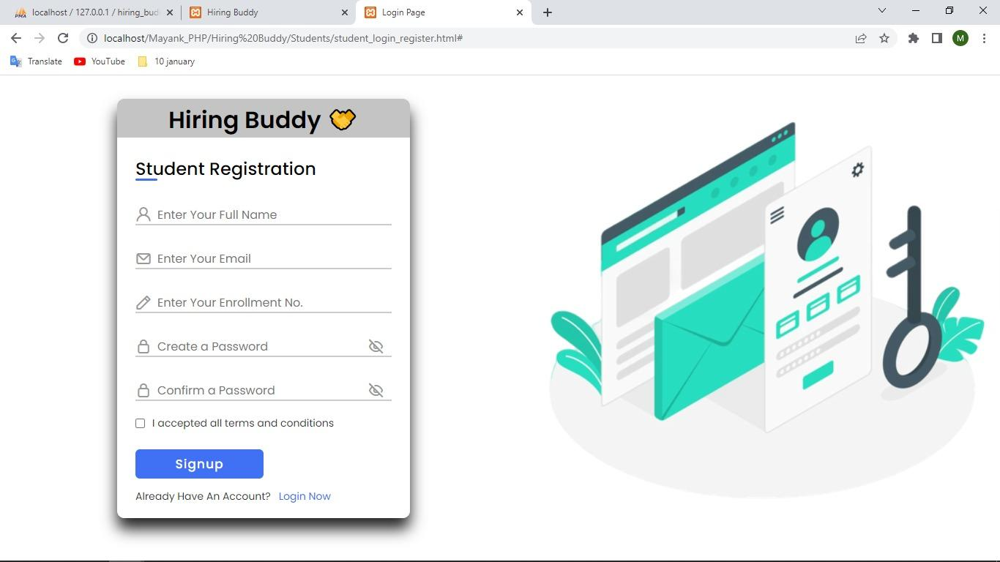 localhost / 127.0.0.1 / hiring_bud
Hiring Buddy
Login Page
localhost/Mayank_PHP/Hiring%20Buddy/Students/student_login_register.html#
M
Translate
YouTube
10 january
Hiring Buddy
Student Registration
Enter Your Full Name
Enter Your Email
Enter Your Enrollment No.
Create a Password
Confirm a Password
I accepted all terms and conditions
Signup
Already Have An Account? Login Now